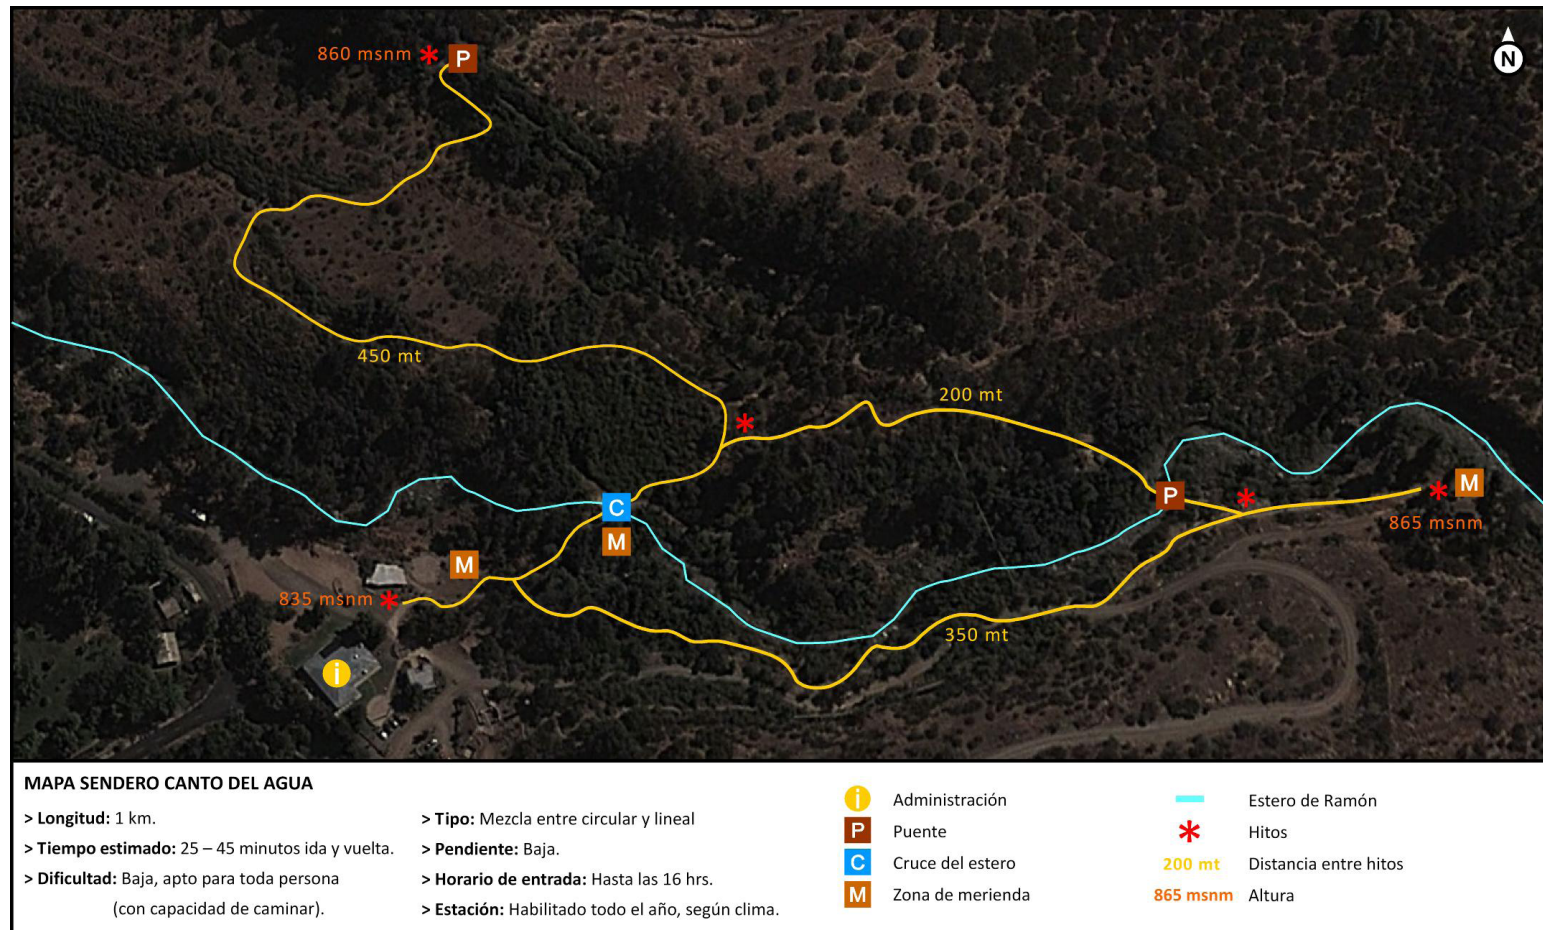 860 msnm
P
N
450 mt
200 mt
C
M
P
M
865 msnm
M
835 msnm
350 mt
i
MAPA SENDERO CANTO DEL AGUA
> Longitud: 1 km.
> Tiempo estimado: 25 – 45 minutos ida y vuelta.
> Dificultad: Baja, apto para toda persona
(con capacidad de caminar).
> Tipo: Mezcla entre circular y lineal
> Pendiente: Baja.
> Horario de entrada: Hasta las 16 hrs.
> Estación: Habilitado todo el año, según clima.
i Administración
P Puente
C Cruce del estero
M Zona de merienda
Estero de Ramón
Hitos
200 mt Distancia entre hitos
865 msnm Altura